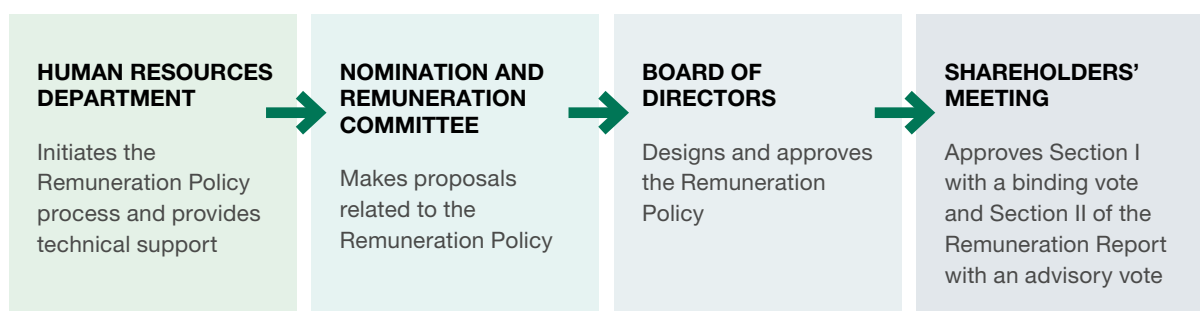 HUMAN RESOURCES
DEPARTMENT
Initiates the
Remuneration Policy
process and provides
technical support
NOMINATION AND
REMUNERATION
COMMITTEE
Makes proposals
related to the
Remuneration Policy
BOARD OF
DIRECTORS
Designs and approves
the Remuneration
Policy
SHAREHOLDERS’
MEETING
Approves Section I
with a binding vote
and Section II of the
Remuneration Report
with an advisory vote